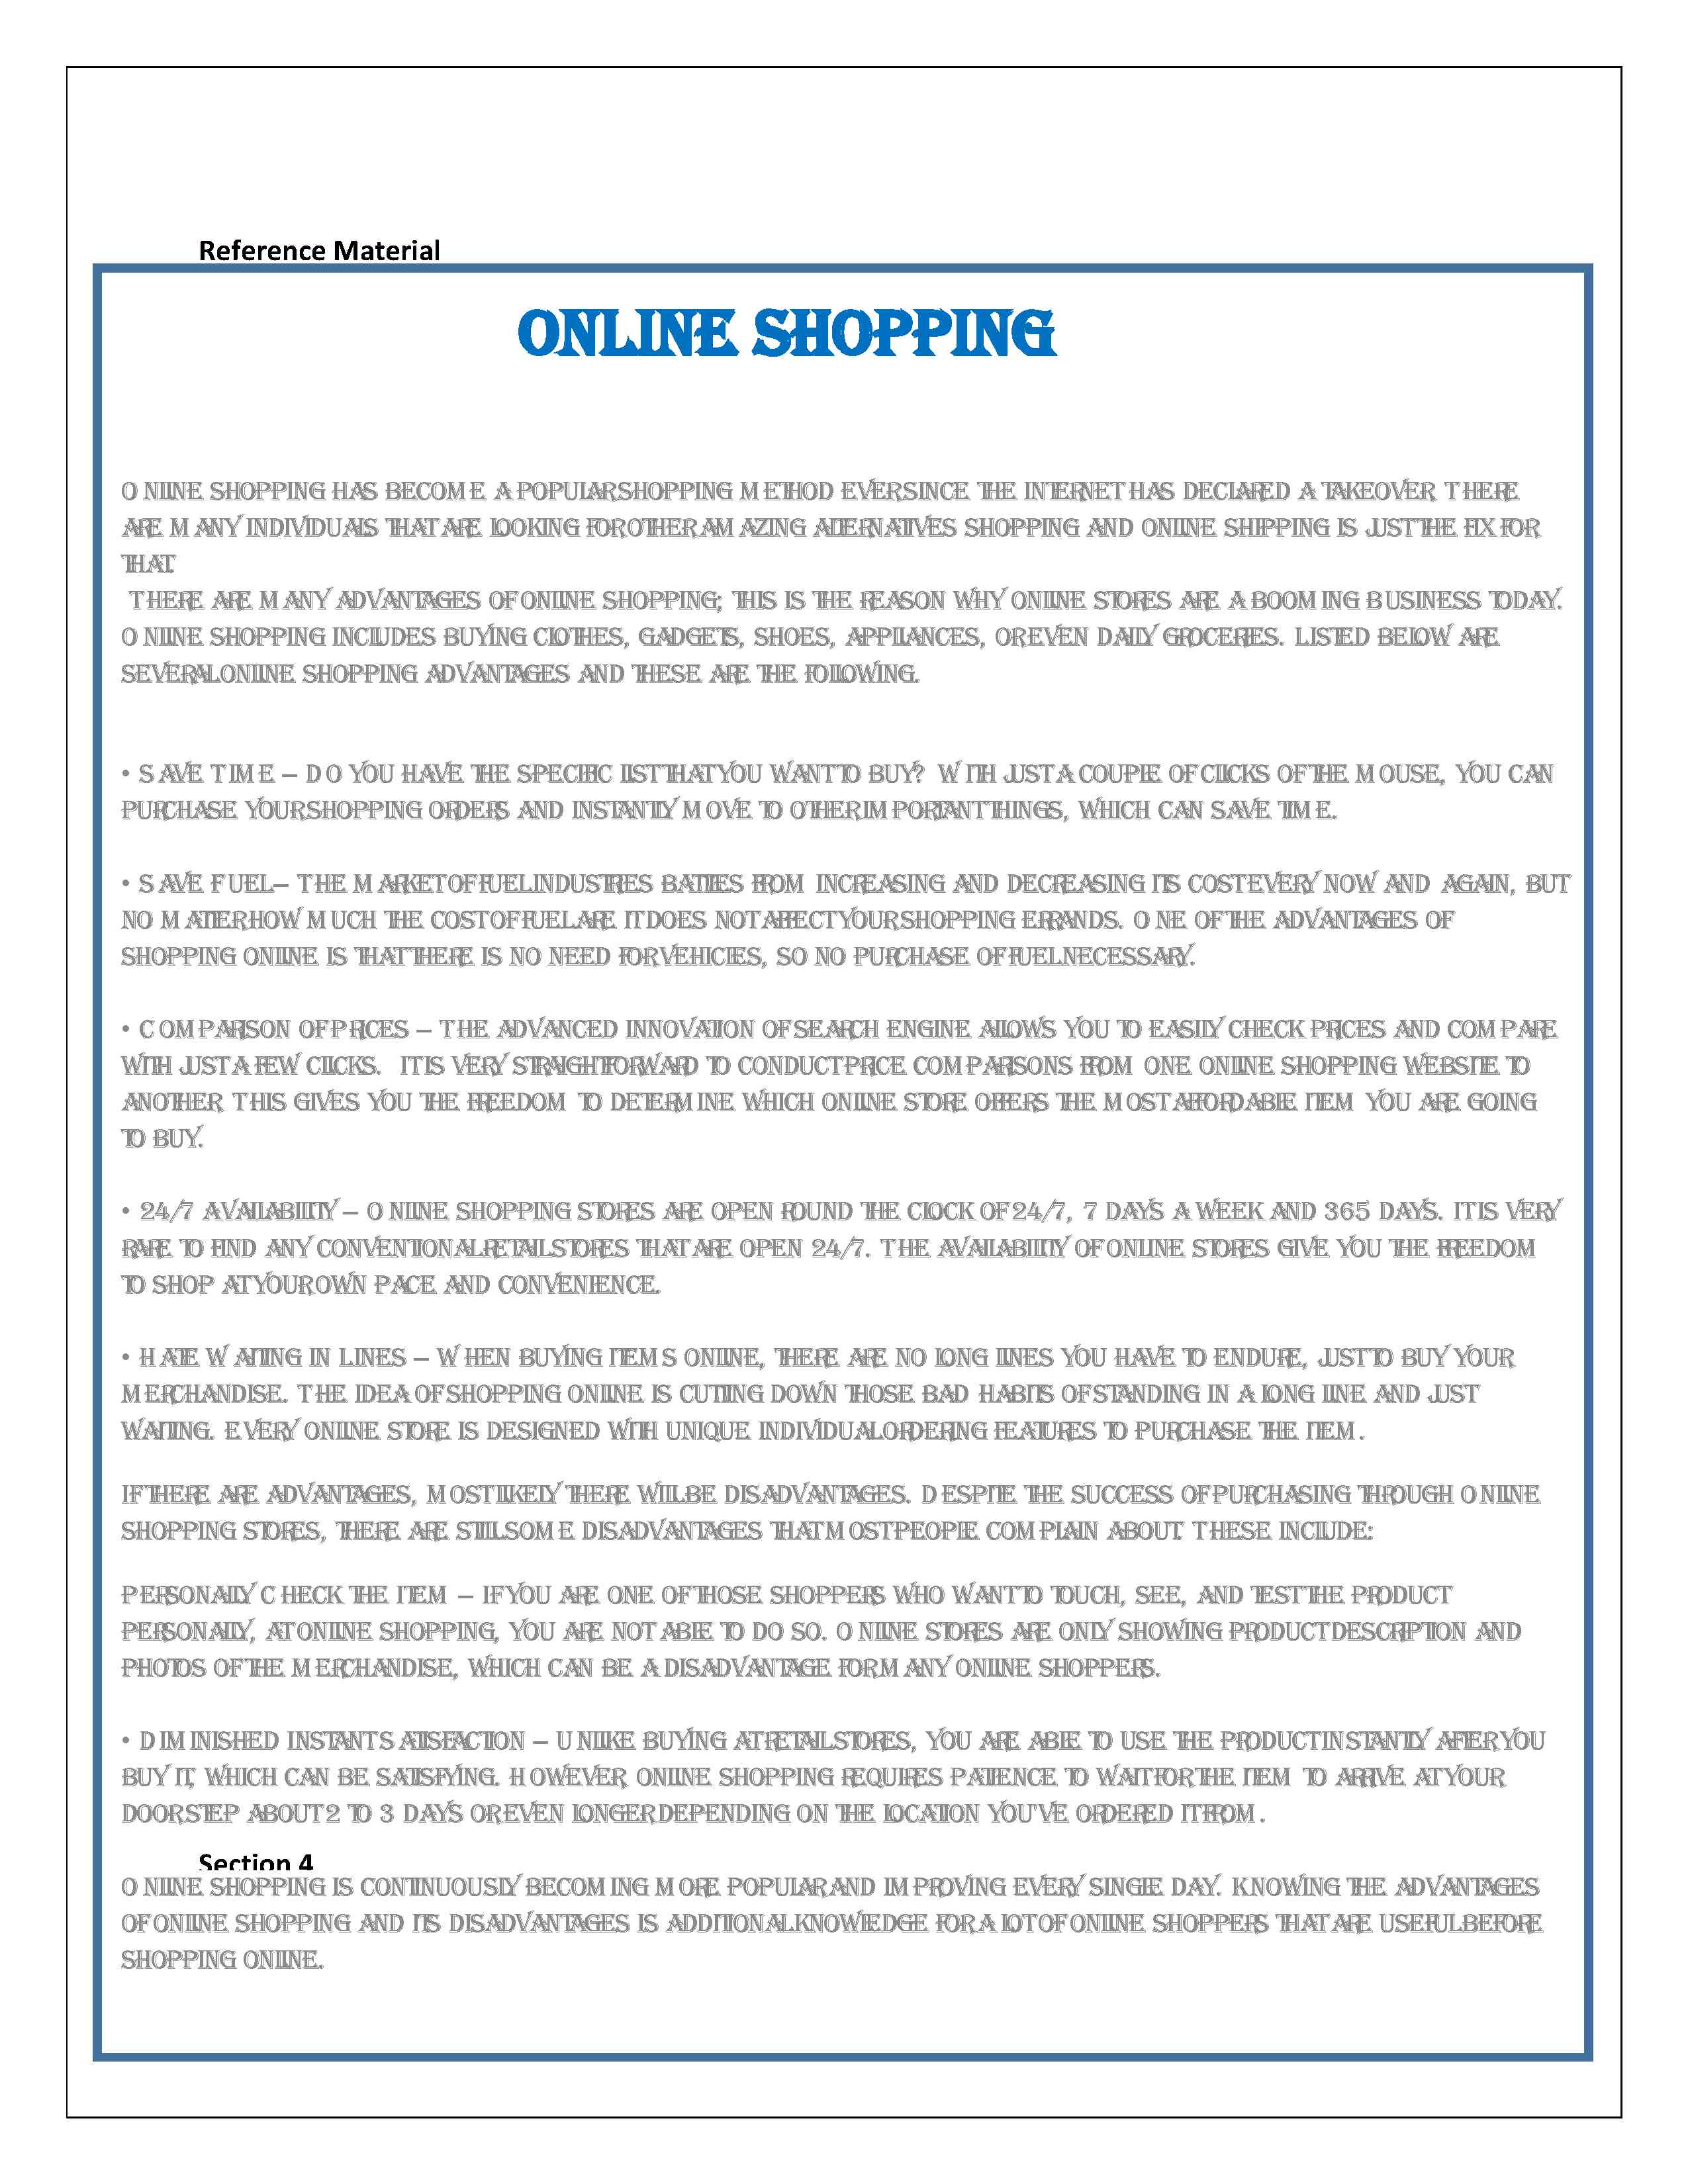 Reference Material
ONLINE SHOPPING
ONLINE SHOPPING HAS BECOME A POPULAR SHOPPING METHOD EVER SINCE THE INTERNET HAS DECLARED A TAKEOVER. THERE
ARE MANY INDIVIDUALS THAT ARE LOOKING FOR OTHER AMAZING ALTERNATIVES SHOPPING AND ONLINE SHIPPING IS JUST THE FIX FOR
THAT.
THERE ARE MANY ADVANTAGES OF ONLINE SHOPPING; THIS IS THE REASON WHY ONLINE STORES ARE A BOOMING BUSINESS TODAY.
ONLINE SHOPPING INCLUDES BUYING CLOTHES, GADGETS, SHOES, APPLIANCES, OR EVEN DAILY GROCERIES. LISTED BELOW ARE
SEVERAL ONLINE SHOPPING ADVANTAGES AND THESE ARE THE FOLLOWING.
• SAVE TIME – DO YOU HAVE THE SPECIFIC LIST THAT YOU WANT TO BUY? WITH JUST A COUPLE OF CLICKS OF THE MOUSE, YOU CAN
PURCHASE YOUR SHOPPING ORDERS AND INSTANTLY MOVE TO OTHER IMPORTANT THINGS, WHICH CAN SAVE TIME.
• SAVE FUEL – THE MARKET OF FUEL INDUSTRIES BATTLES FROM INCREASING AND DECREASING ITS COST EVERY NOW AND AGAIN, BUT
NO MATTER HOW MUCH THE COST OF FUEL ARE IT DOES NOT AFFECT YOUR SHOPPING ERRANDS. ONE OF THE ADVANTAGES OF
SHOPPING ONLINE IS THAT THERE IS NO NEED FOR VEHICLES, SO NO PURCHASE OF FUEL NECESSARY.
• COMPARISON OF PRICES – THE ADVANCED INNOVATION OF SEARCH ENGINE ALLOWS YOU TO EASILY CHECK PRICES AND COMPARE
WITH JUST A FEW CLICKS. IT IS VERY STRAIGHTFORWARD TO CONDUCT PRICE COMPARISONS FROM ONE ONLINE SHOPPING WEBSITE TO
ANOTHER. THIS GIVES YOU THE FREEDOM TO DETERMINE WHICH ONLINE STORE OFFERS THE MOST AFFORDABLE ITEM YOU ARE GOING
TO BUY.
• 24/7 AVAILABILITY – ONLINE SHOPPING STORES ARE OPEN ROUND THE CLOCK OF 24/7, 7 DAYS A WEEK AND 365 DAYS. IT IS VERY
RARE TO FIND ANY CONVENTIONAL RETAIL STORES THAT ARE OPEN 24/7. THE AVAILABILITY OF ONLINE STORES GIVE YOU THE FREEDOM
TO SHOP AT YOUR OWN PACE AND CONVENIENCE.
• HATE WAITING IN LINES – WHEN BUYING ITEMS ONLINE, THERE ARE NO LONG LINES YOU HAVE TO ENDURE, JUST TO BUY YOUR
MERCHANDISE. THE IDEA OF SHOPPING ONLINE IS CUTTING DOWN THOSE BAD HABITS OF STANDING IN A LONG LINE AND JUST
WAITING. EVERY ONLINE STORE IS DESIGNED WITH UNIQUE INDIVIDUAL ORDERING FEATURES TO PURCHASE THE ITEM.
IF THERE ARE ADVANTAGES, MOST LIKELY THERE WILL BE DISADVANTAGES. DESPITE THE SUCCESS OF PURCHASING THROUGH ONLINE
SHOPPING STORES, THERE ARE STILL SOME DISADVANTAGES THAT MOST PEOPLE COMPLAIN ABOUT. THESE INCLUDE:
PERSONALLY CHECK THE ITEM – IF YOU ARE ONE OF THOSE SHOPPERS WHO WANT TO TOUCH, SEE, AND TEST THE PRODUCT
PERSONALLY, AT ONLINE SHOPPING, YOU ARE NOT ABLE TO DO SO. ONLINE STORES ARE ONLY SHOWING PRODUCT DESCRIPTION AND
PHOTOS OF THE MERCHANDISE, WHICH CAN BE A DISADVANTAGE FOR MANY ONLINE SHOPPERS.
• DIMINISHED INSTANT SATISFACTION – UNLIKE BUYING AT RETAIL STORES, YOU ARE ABLE TO USE THE PRODUCT INSTANTLY AFTER YOU
BUY IT, WHICH CAN BE SATISFYING. HOWEVER, ONLINE SHOPPING REQUIRES PATIENCE TO WAIT FOR THE ITEM TO ARRIVE AT YOUR
DOORSTEP ABOUT 2 TO 3 DAYS OR EVEN LONGER DEPENDING ON THE LOCATION YOU'VE ORDERED IT FROM.
Section 4
ONLINE SHOPPING IS CONTINUOUSLY BECOMING MORE POPULAR AND IMPROVING EVERY SINGLE DAY. KNOWING THE ADVANTAGES
OF ONLINE SHOPPING AND ITS DISADVANTAGES IS ADDITIONAL KNOWLEDGE FOR A LOT OF ONLINE SHOPPERS THAT ARE USEFUL BEFORE
SHOPPING ONLINE.